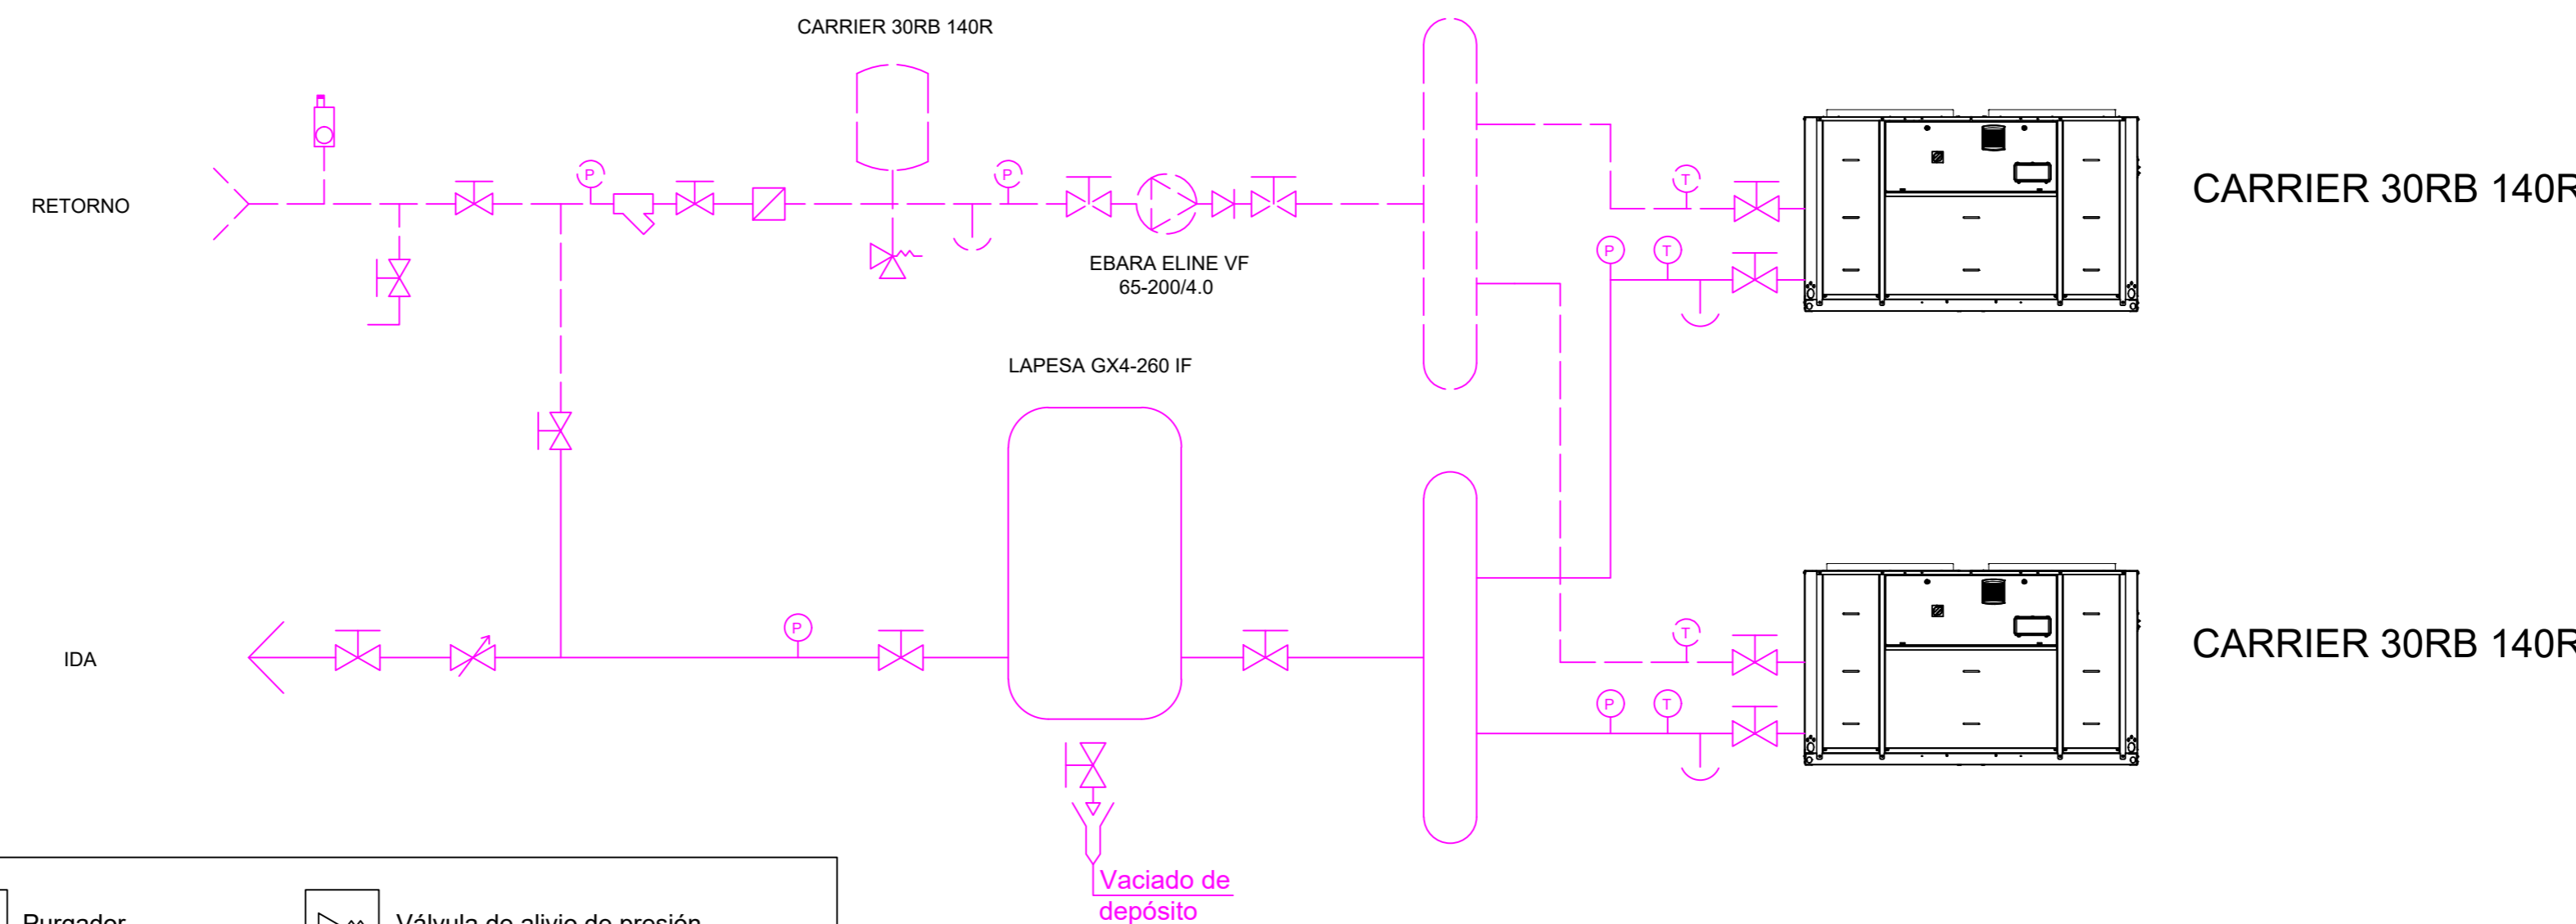 CARRIER 30RB 140R
RETORNO
P
P
T
CARRIER 30RB 140R
P
T
EBARA ELINE VF
65-200/4.0
LAPESA GX4-260 IF
IDA
P
T
CARRIER 30RB 140R
P
T
Vaciado de
depósito
Purgador
Válvula de alivio de presión